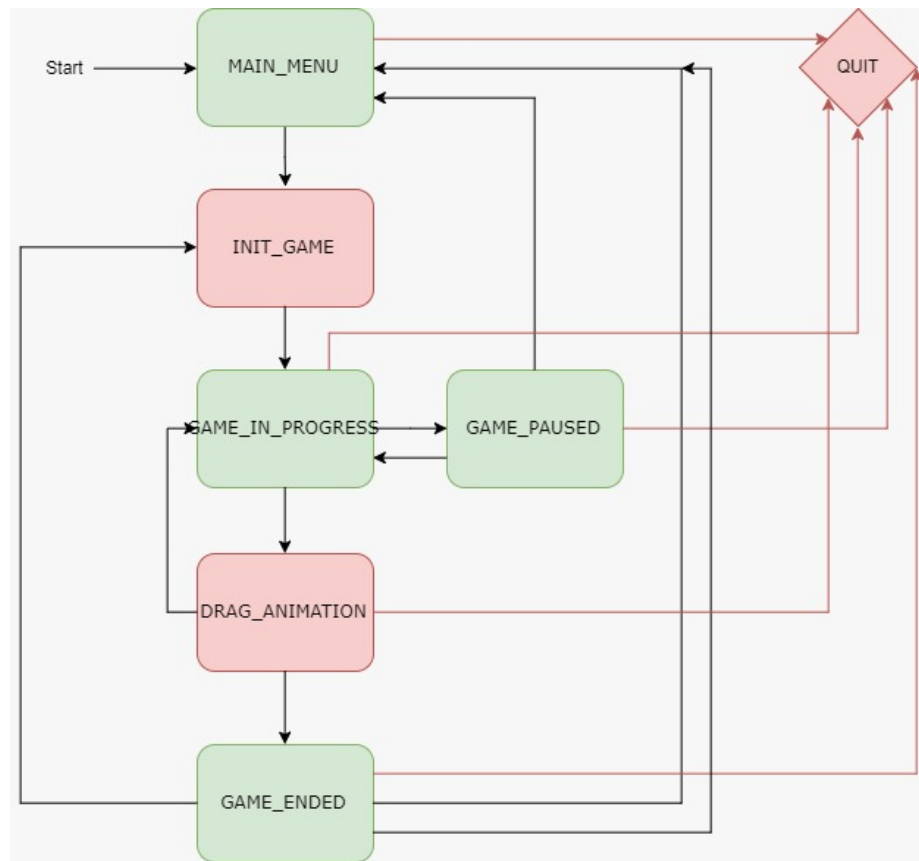 Start
MAIN_MENU
QUIT
INIT_GAME
GAME_IN_PROGRESS
GAME_PAUSED
DRAG_ANIMATION
GAME_ENDED